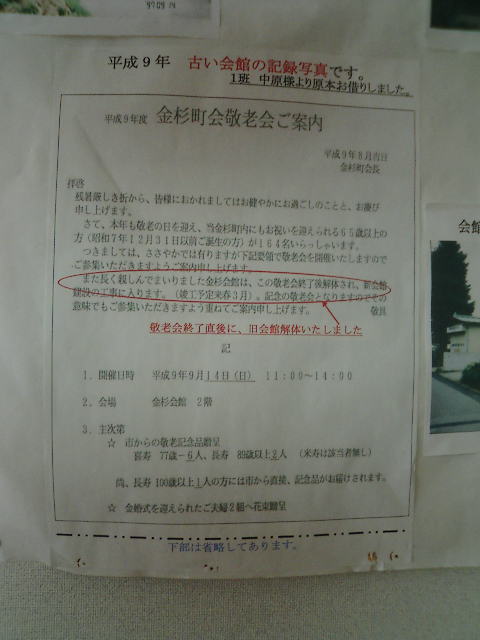 97.09.14
平成９年　古い会館の記録写真です。
１班 中原様より原本お借りしました。
平成９年度　金杉町会敬老会ご案内
平成９年８月吉日
金杉町会長
拝啓
残暑厳しき折から、皆様におかれましてはお健やかにお過ごしのことと、お慶び
申し上げます。
さて、本年も敬老の日を迎え、当金杉町内にもお祝いを迎えられる６５歳以上の
方（昭和７年１２月３１日以前ご誕生の方）が１６４名いらっしゃいます。
つきましては、ささやかでは有りますが下記要領で敬老会を開催いたしますので
ご参集いただきますようご案内申し上げます。
また長く親しんでまいりました金杉会館は、この敬老会終了後解体され、新会館
建設の工事に入ります。（竣工予定来春３月）。記念の敬老会となりますのでその
意味でもご参集いただきますよう重ねてご案内申し上げます。　敬具
敬老会終了直後に、旧会館解体いたしました
記
１．開催日時　平成９年９月１４日（日）　１１：００～１４：００
２．会場　金杉会館　２階
３．主次第
☆ 市からの敬老記念品贈呈
喜寿　７７歳－６人、長寿　８９歳以上２人　（米寿は該当者無し）
尚、長寿 １００歳以上１人の方には市から直接、記念品がお届けされます。
☆ 金婚式を迎えられたご夫婦２組へ花束贈呈
下部は省略してあります。
会館